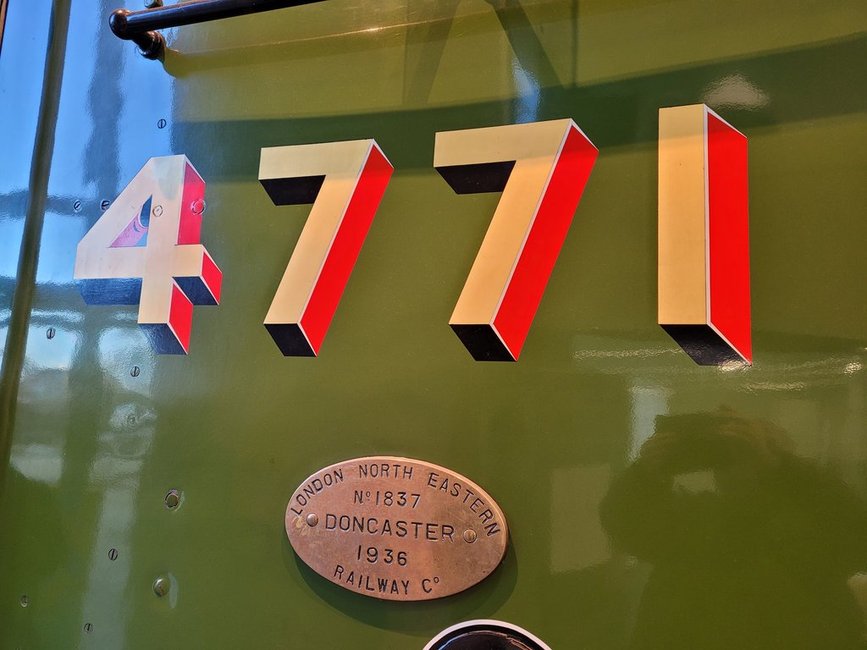 4771
LONDON NORTH EASTERN
Nº 1837
DONCASTER
1936
RAILWAY Cº